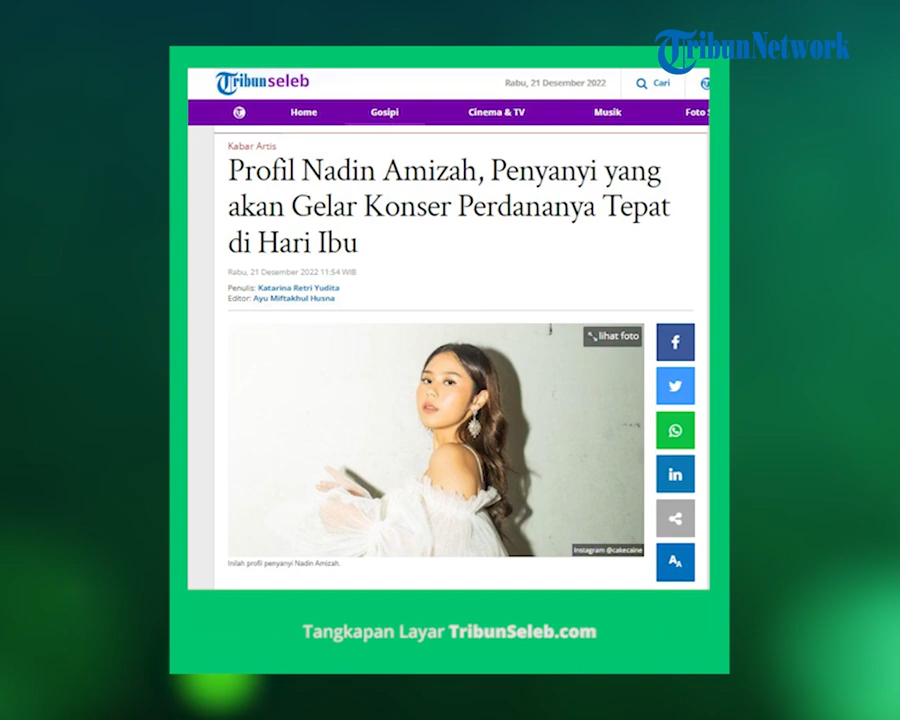 TribunNetwork
Tribunseleb
Rabu, 21 Desember 2022
Cari
Home
Gosipi
Cinema & TV
Musik
Foto
Kabar Artis
Profil Nadin Amizah, Penyanyi yang
akan Gelar Konser Perdananya Tepat
di Hari Ibu
Rabu, 21 Desember 2022 11:54 WIB
Penulis: Katarina Retri Yudita
Editor: Ayu Miftakhul Husna
lihat foto
Instagram @cakecaine
Inilah profil penyanyi Nadin Amizah.
Tangkapan Layar TribunSeleb.com